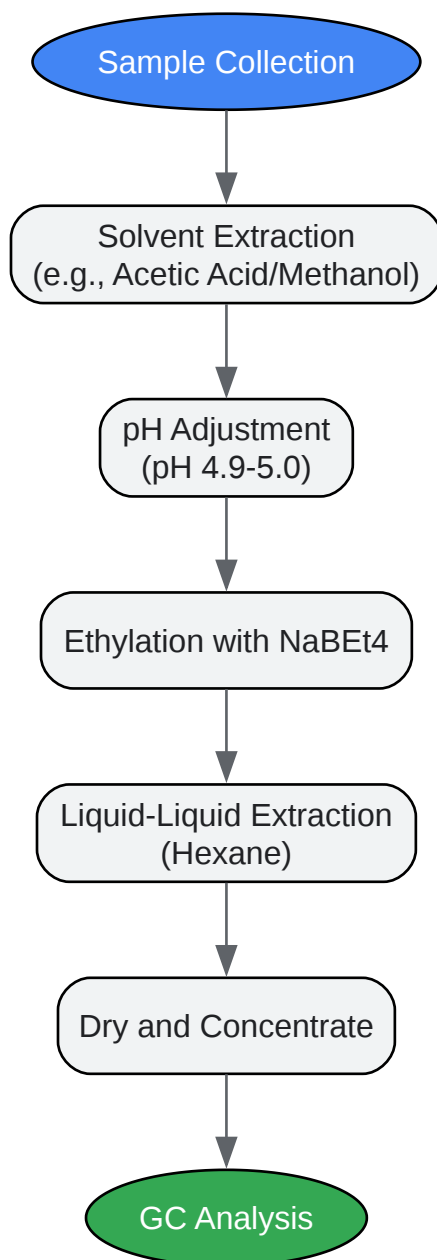 Sample Collection
Solvent Extraction
(e.g., Acetic Acid/Methanol)
pH Adjustment
(pH 4.9-5.0)
Ethylation with NaBEt4
Liquid-Liquid Extraction
(Hexane)
Dry and Concentrate
GC Analysis